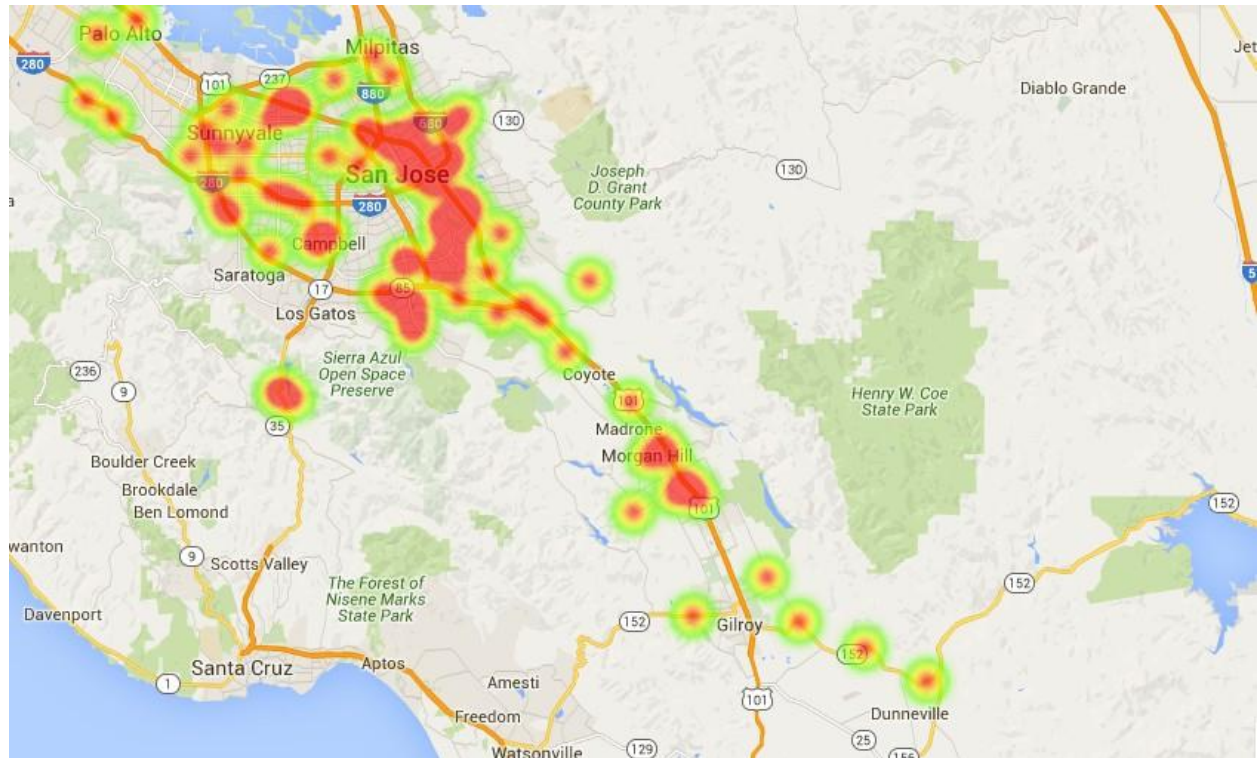 Palo Alto
280
101
237
Milpitas
880
680
130
Jet
Diablo Grande
Sunnyvale
San Jose
280
280
130
Joseph
D. Grant
County Park
Campbell
Saratoga
17
85
Los Gatos
5
Sierra Azul
Open Space
Preserve
236
9
35
Coyote
101
Madrone
Morgan Hill
Henry W. Coe
State Park
Boulder Creek
Brookdale
Ben Lomond
101
152
wanton
9
Scotts Valley
The Forest of
Nisene Marks
State Park
152
Davenport
152
Gilroy
152
Santa Cruz
Aptos
1
Amesti
101
Dunneville
Freedom
25
Watsonville
129
156